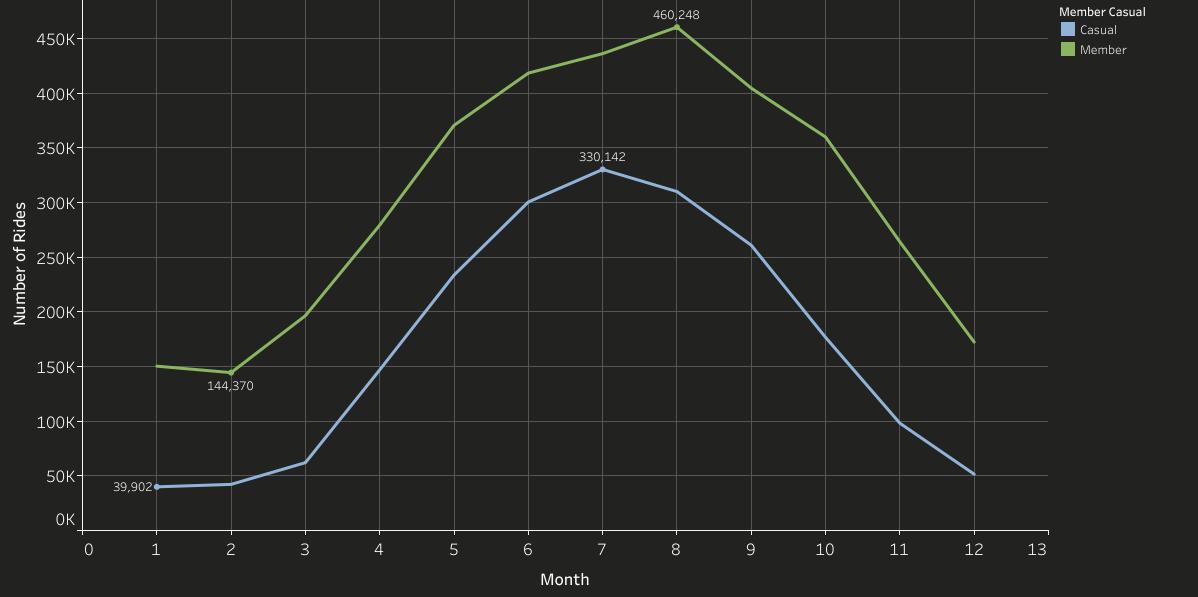 460,248
Member Casual
Casual
Member
450K
400K
350K
330,142
300K
250K
200K
150K
144,370
100K
50K
39,902
0K
Number of Rides
0 1 2 3 4 5 6 7 8 9 10 11 12 13
Month